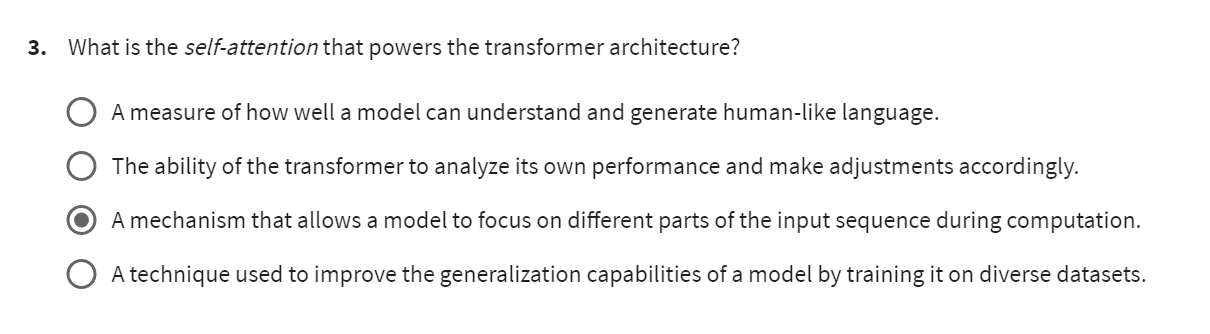 3. What is the self-attention that powers the transformer architecture?
A measure of how well a model can understand and generate human-like language.
The ability of the transformer to analyze its own performance and make adjustments accordingly.
A mechanism that allows a model to focus on different parts of the input sequence during computation.
A technique used to improve the generalization capabilities of a model by training it on diverse datasets.